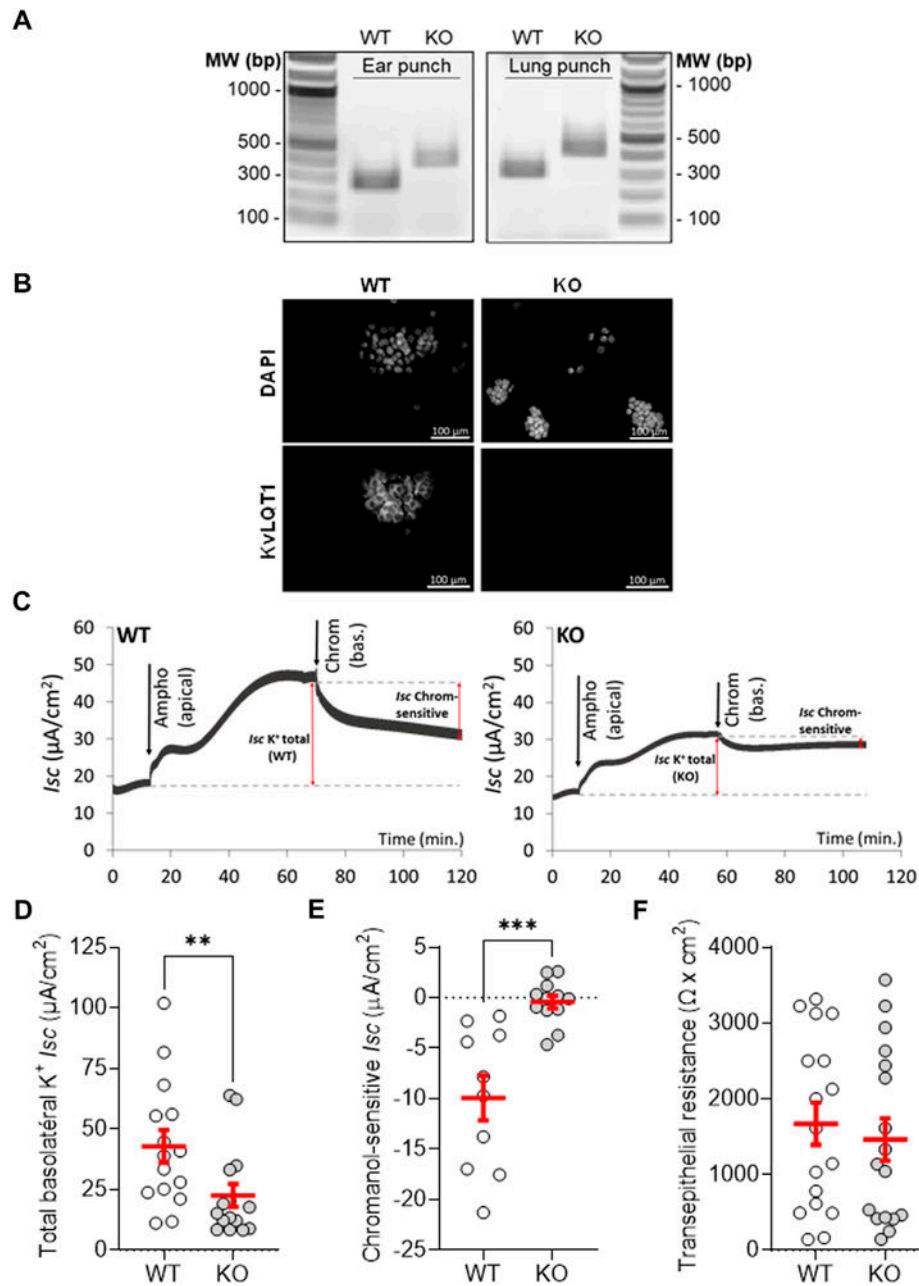 A
WT KO WT KO
MW (bp) Ear punch Lung punch MW (bp)
1000 - - 1000
500 - - 500
300 - - 300
100 - - 100
B
WT KO
DAPI
100 µm 100 µm
KvLQT1
100 µm 100 µm
C
WT
Isc (µA/cm²)
60
50
40
30
20
10
0
Ampho
(apical)
Chrom
(bas.)
Isc K⁺ total
(WT)
Isc Chrom-
sensitive
Time (min.)
0 20 40 60 80 100 120
KO
Isc (µA/cm²)
60
50
40
30
20
10
0
Ampho
(apical)
Chrom
(bas.)
Isc K⁺ total
(KO)
Isc Chrom-
sensitive
Time (min.)
0 20 40 60 80 100 120
D
Total basolatéral K⁺ Isc (µA/cm²)
125
100
75
50
25
0
**
WT KO
E
Chromanol-sensitive Isc (µA/cm²)
5
0
-5
-10
-15
-20
-25
***
WT KO
F
Transepithelial resistance (Ω x cm²)
4000
3000
2000
1000
0
WT KO